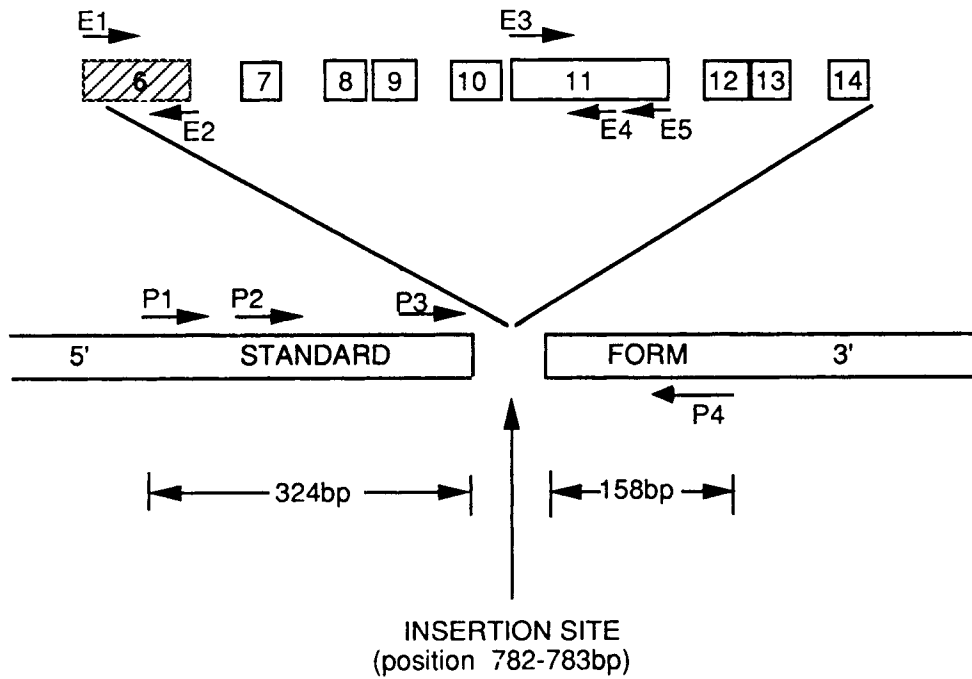 E1 E3
6 7 8 9 10 11 12 13 14
E2 E4 E5
P1 P2 P3
5' STANDARD FORM 3'
P4
324bp 158bp
INSERTION SITE
(position 782-783bp)